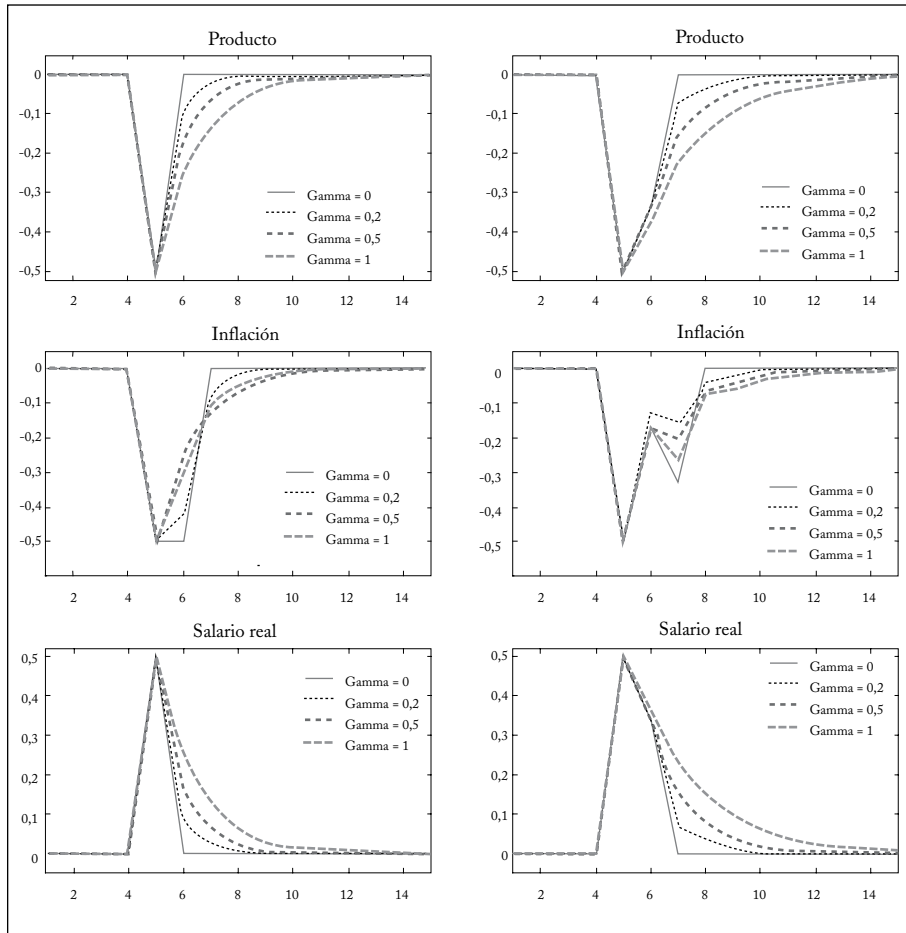 Producto
0
-0,1
-0,2
-0,3
-0,4
-0,5
Gamma = 0
Gamma = 0,2
Gamma = 0,5
Gamma = 1
2 4 6 8 10 12 14
Producto
0
-0,1
-0,2
-0,3
-0,4
-0,5
Gamma = 0
Gamma = 0,2
Gamma = 0,5
Gamma = 1
2 4 6 8 10 12 14
Inflación
0
-0,1
-0,2
-0,3
-0,4
-0,5
Gamma = 0
Gamma = 0,2
Gamma = 0,5
Gamma = 1
2 4 6 8 10 12 14
Inflación
0
-0,1
-0,2
-0,3
-0,4
-0,5
Gamma = 0
Gamma = 0,2
Gamma = 0,5
Gamma = 1
2 4 6 8 10 12 14
Salario real
0,5
0,4
0,3
0,2
0,1
0
Gamma = 0
Gamma = 0,2
Gamma = 0,5
Gamma = 1
2 4 6 8 10 12 14
Salario real
0,5
0,4
0,3
0,2
0,1
0
Gamma = 0
Gamma = 0,2
Gamma = 0,5
Gamma = 1
2 4 6 8 10 12 14